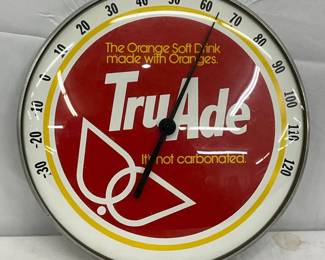 -30 -20 -10 0 10 20 30 40 50 60 70 80 90 100 110 120
The Orange Soft Drink
made with Oranges.
TruAde
It's not carbonated.